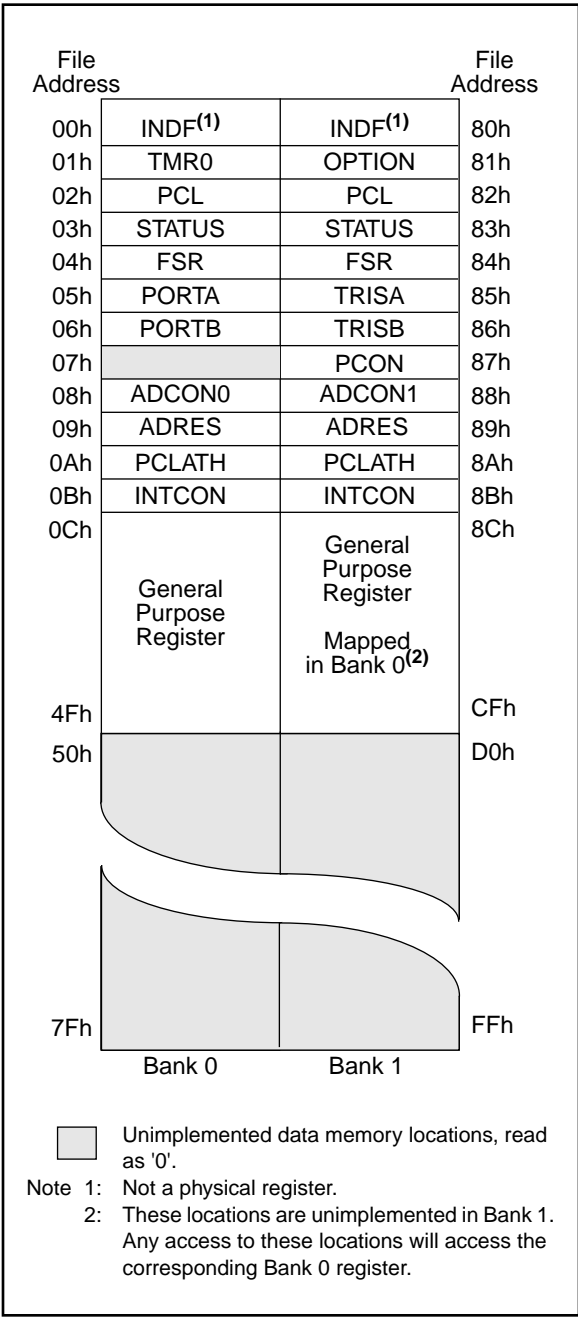 File Address File Address
00h INDF(1) INDF(1) 80h
01h TMR0 OPTION 81h
02h PCL PCL 82h
03h STATUS STATUS 83h
04h FSR FSR 84h
05h PORTA TRISA 85h
06h PORTB TRISB 86h
07h PCON 87h
08h ADCON0 ADCON1 88h
09h ADRES ADRES 89h
0Ah PCLATH PCLATH 8Ah
0Bh INTCON INTCON 8Bh
0Ch 8Ch
General
Purpose
Register
General
Purpose
Register
Mapped
in Bank 0(2)
4Fh CFh
50h D0h
7Fh FFh
Bank 0 Bank 1
Unimplemented data memory locations, read
as '0'.
Note 1: Not a physical register.
2: These locations are unimplemented in Bank 1.
Any access to these locations will access the
corresponding Bank 0 register.